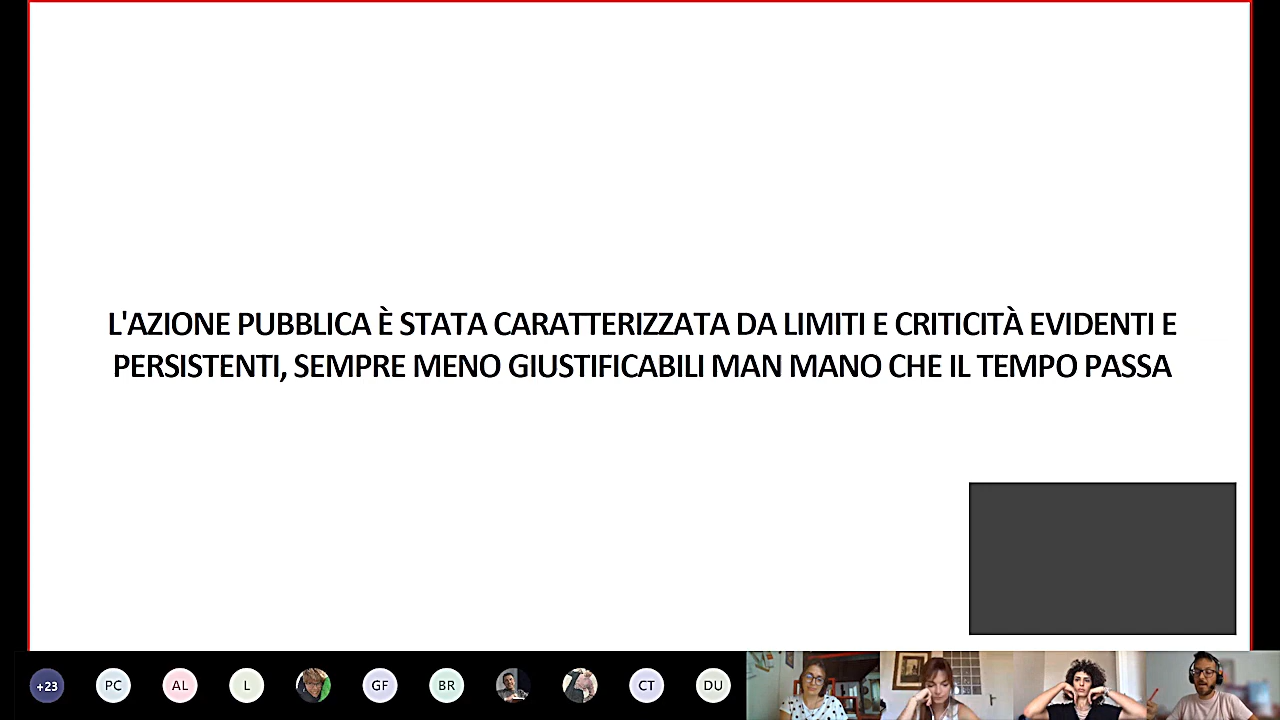 L'AZIONE PUBBLICA È STATA CARATTERIZZATA DA LIMITI E CRITICITÀ EVIDENTI E
PERSISTENTI, SEMPRE MENO GIUSTIFICABILI MAN MANO CHE IL TEMPO PASSA
+23 PC AL L GF BR CT DU